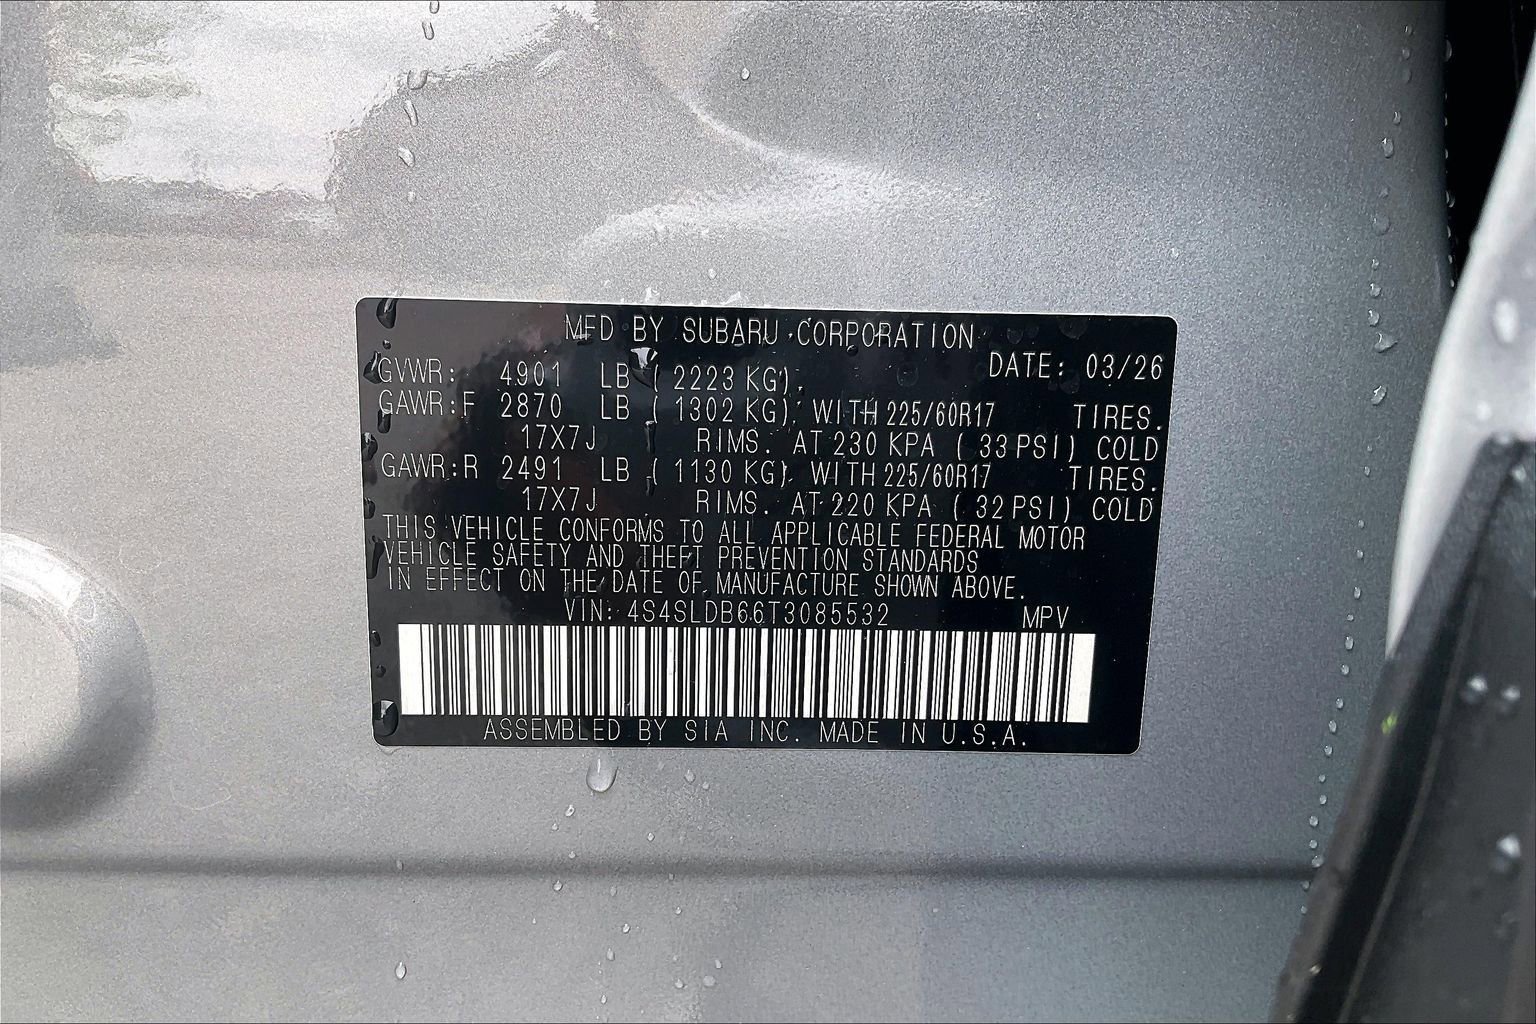 MFD BY SUBARU CORPORATION
DATE: 03/26
GVWR: 4901 LB ( 2223 KG)
GAWR:F 2870 LB ( 1302 KG) WITH 225/60R17 TIRES.
17X7J RIMS. AT 230 KPA ( 33 PSI) COLD
GAWR:R 2491 LB ( 1130 KG) WITH 225/60R17 TIRES.
17X7J RIMS. AT 220 KPA ( 32 PSI) COLD
THIS VEHICLE CONFORMS TO ALL APPLICABLE FEDERAL MOTOR
VEHICLE SAFETY AND THEFT PREVENTION STANDARDS
IN EFFECT ON THE DATE OF MANUFACTURE SHOWN ABOVE.
VIN: 4S4SLDB66T3085532 MPV
ASSEMBLED BY SIA INC. MADE IN U.S.A.